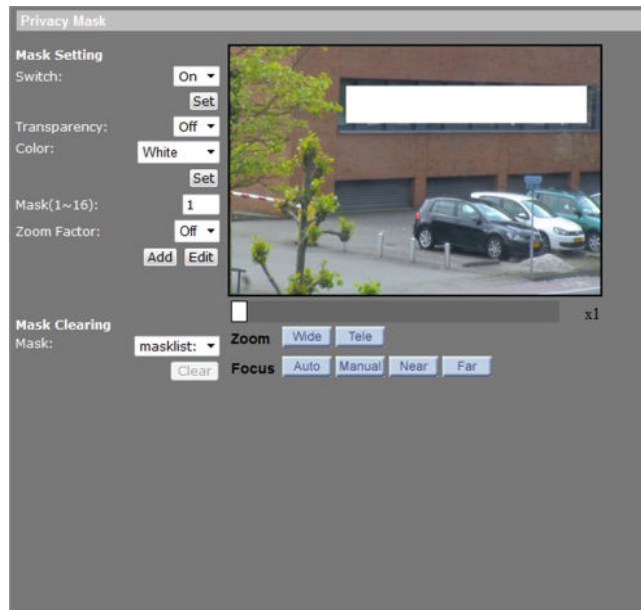 Privacy Mask
Mask Setting
Switch: On
Set
Transparency: Off
Color: White
Set
Mask(1~16): 1
Zoom Factor: Off
Add Edit
x1
Mask Clearing
Mask: masklist:
Clear
Zoom Wide Tele
Focus Auto Manual Near Far